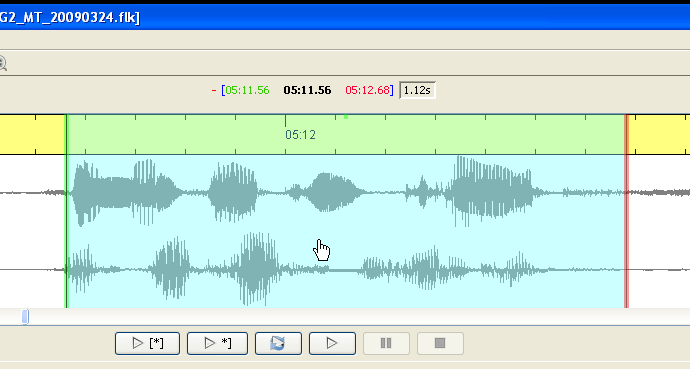 G2_MT_20090324.flk]
- [05:11.56 05:11.56 05:12.68] 1.12s
05:12
[*] *]